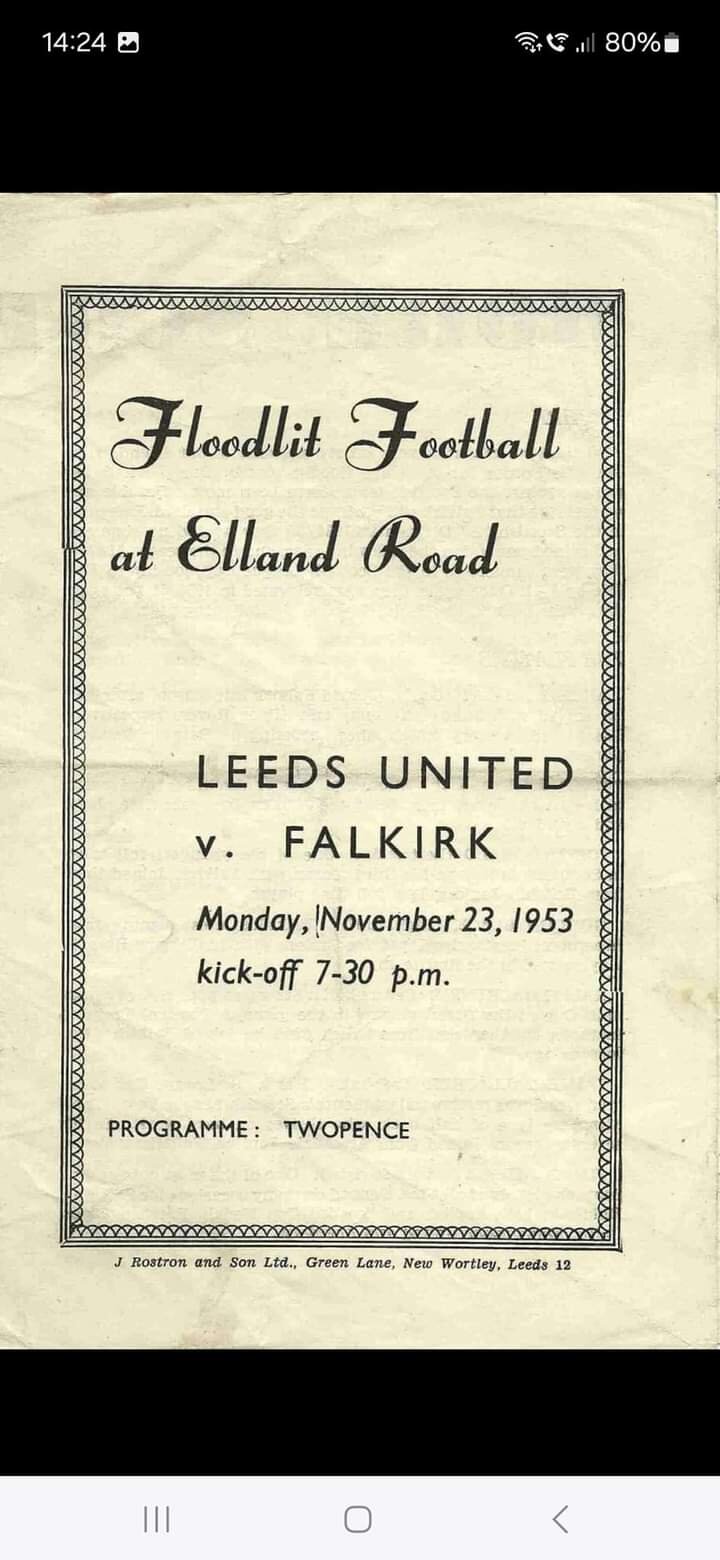 14:24
80%
Floodlit Football
at Elland Road
LEEDS UNITED
v. FALKIRK
Monday, November 23, 1953
kick-off 7-30 p.m.
PROGRAMME: TWOPENCE
J Rostron and Son Ltd., Green Lane, New Wortley, Leeds 12